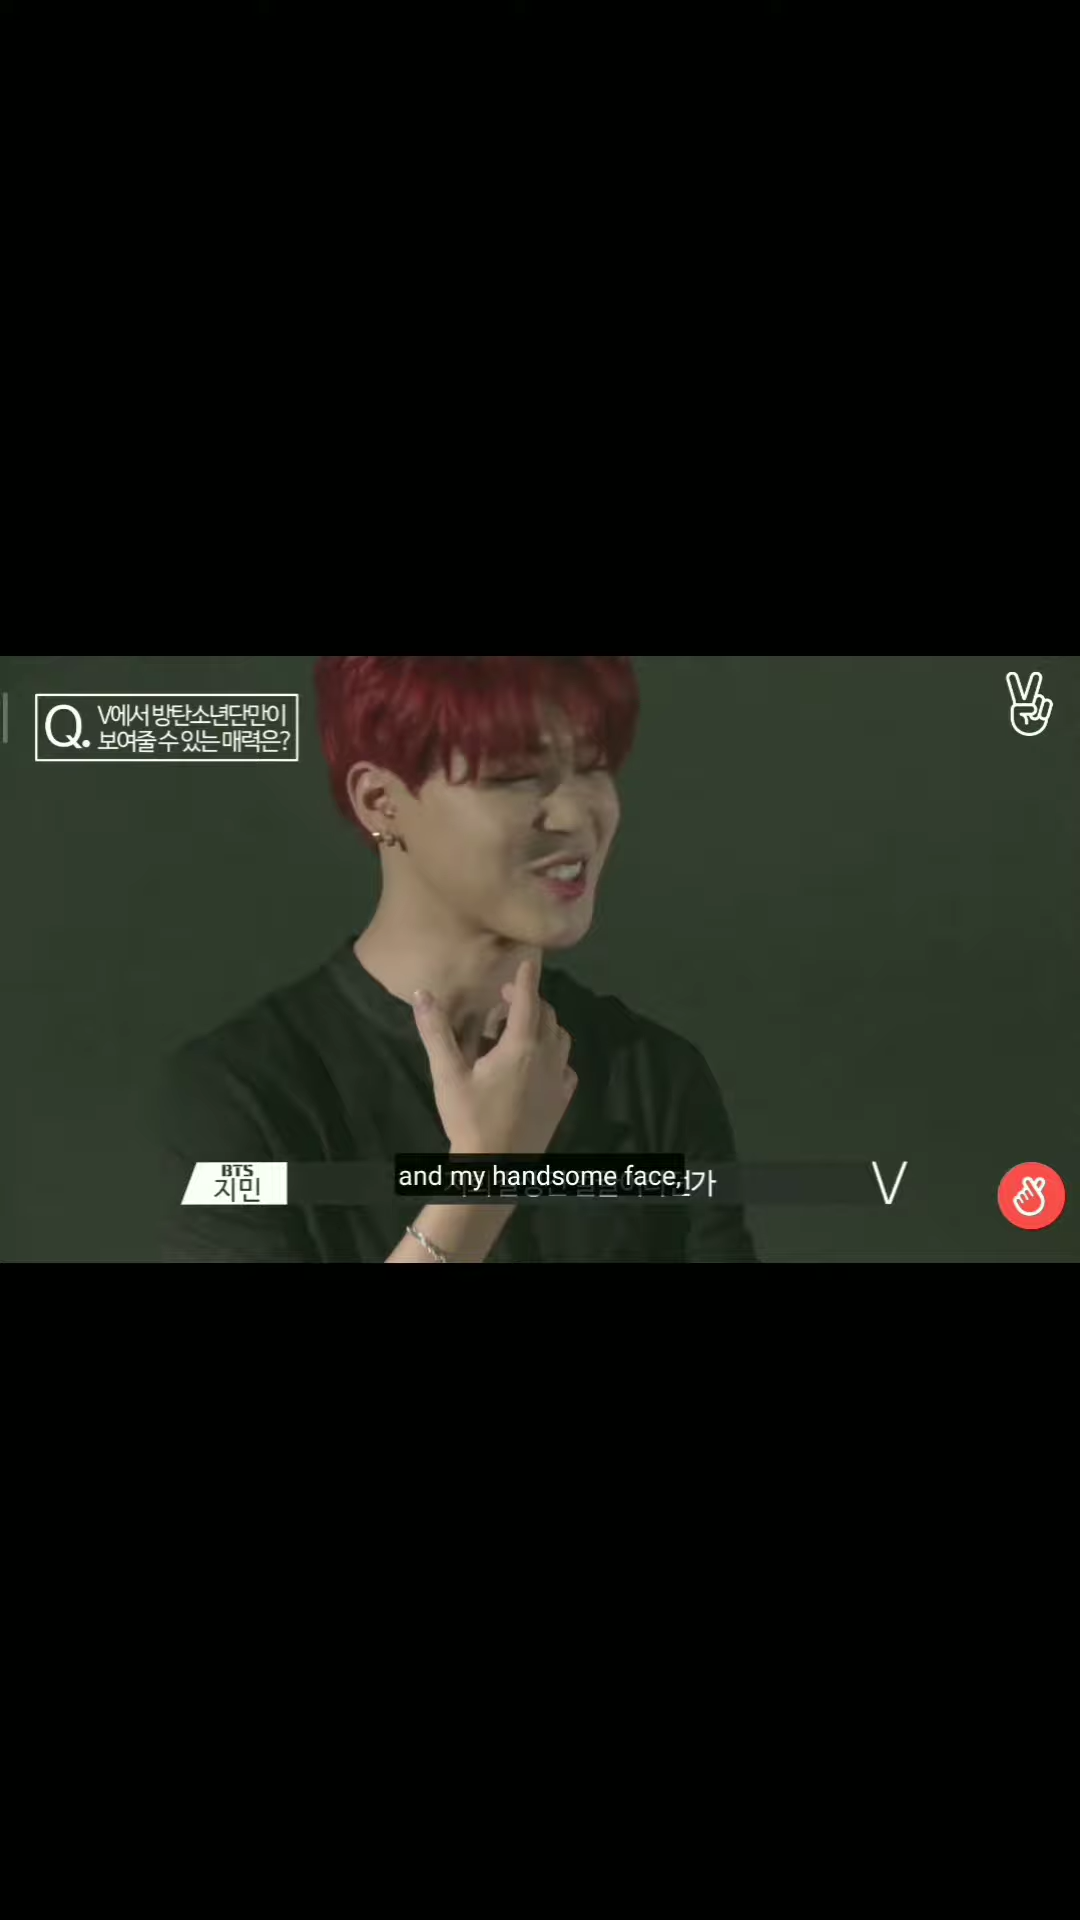 Q. V에서 방탄소년단만이
보여줄 수 있는 매력은?
BTS
지민
and my handsome face,
V